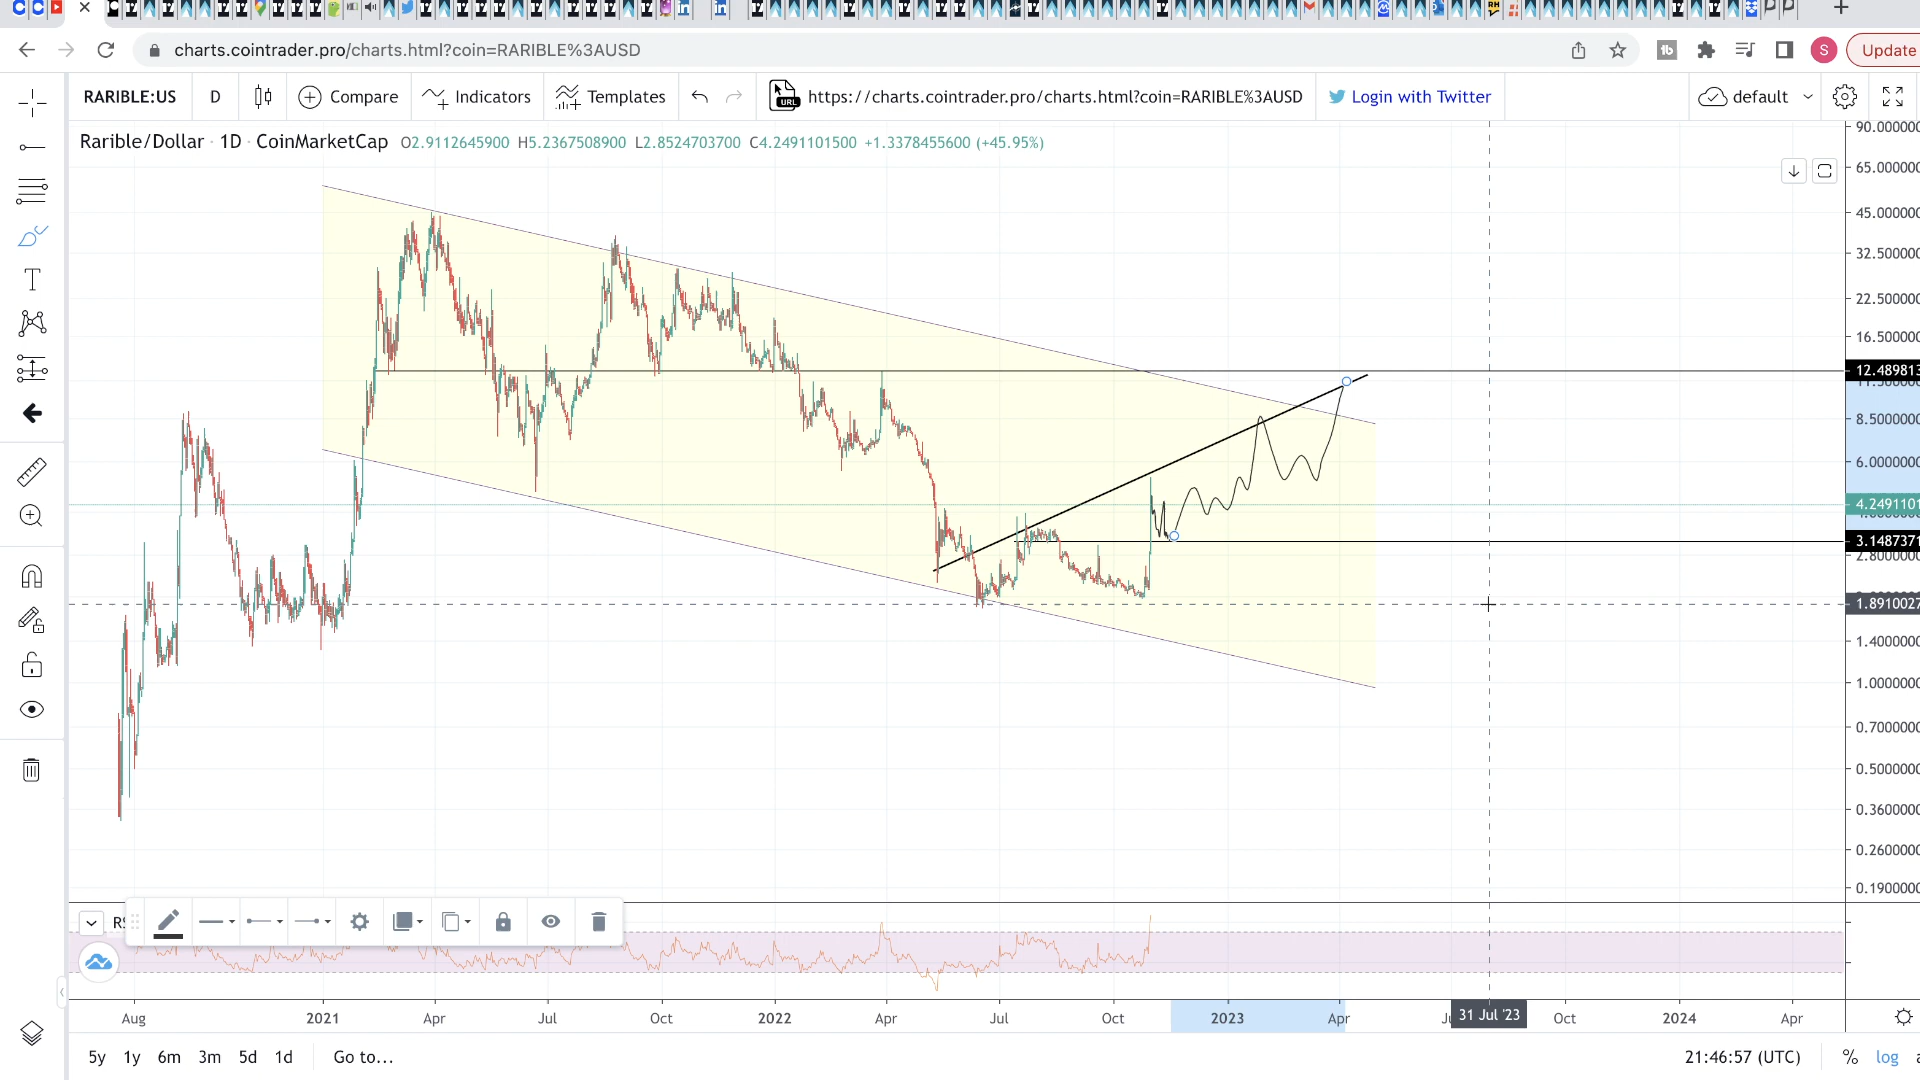 charts.cointrader.pro/charts.html?coin=RARIBLE%3AUSD
S
Update
RARIBLE:US
D
Compare
Indicators
Templates
URL
https://charts.cointrader.pro/charts.html?coin=RARIBLE%3AUSD
Login with Twitter
default
Rarible/Dollar · 1D · CoinMarketCap O2.9112645900 H5.2367508900 L2.8524703700 C4.2491101500 +1.3378455600 (+45.95%)
90.000000
65.000000
45.000000
32.500000
22.500000
16.500000
12.489813
8.5000000
6.0000000
4.2491101
3.1487371
1.8910027
1.4000000
1.0000000
0.7000000
0.5000000
0.3600000
0.2600000
0.1900000
Aug 2021 Apr Jul Oct 2022 Apr Jul Oct 2023 Apr 31 Jul '23 Oct 2024 Apr
5y 1y 6m 3m 5d 1d Go to...
21:46:57 (UTC) % log